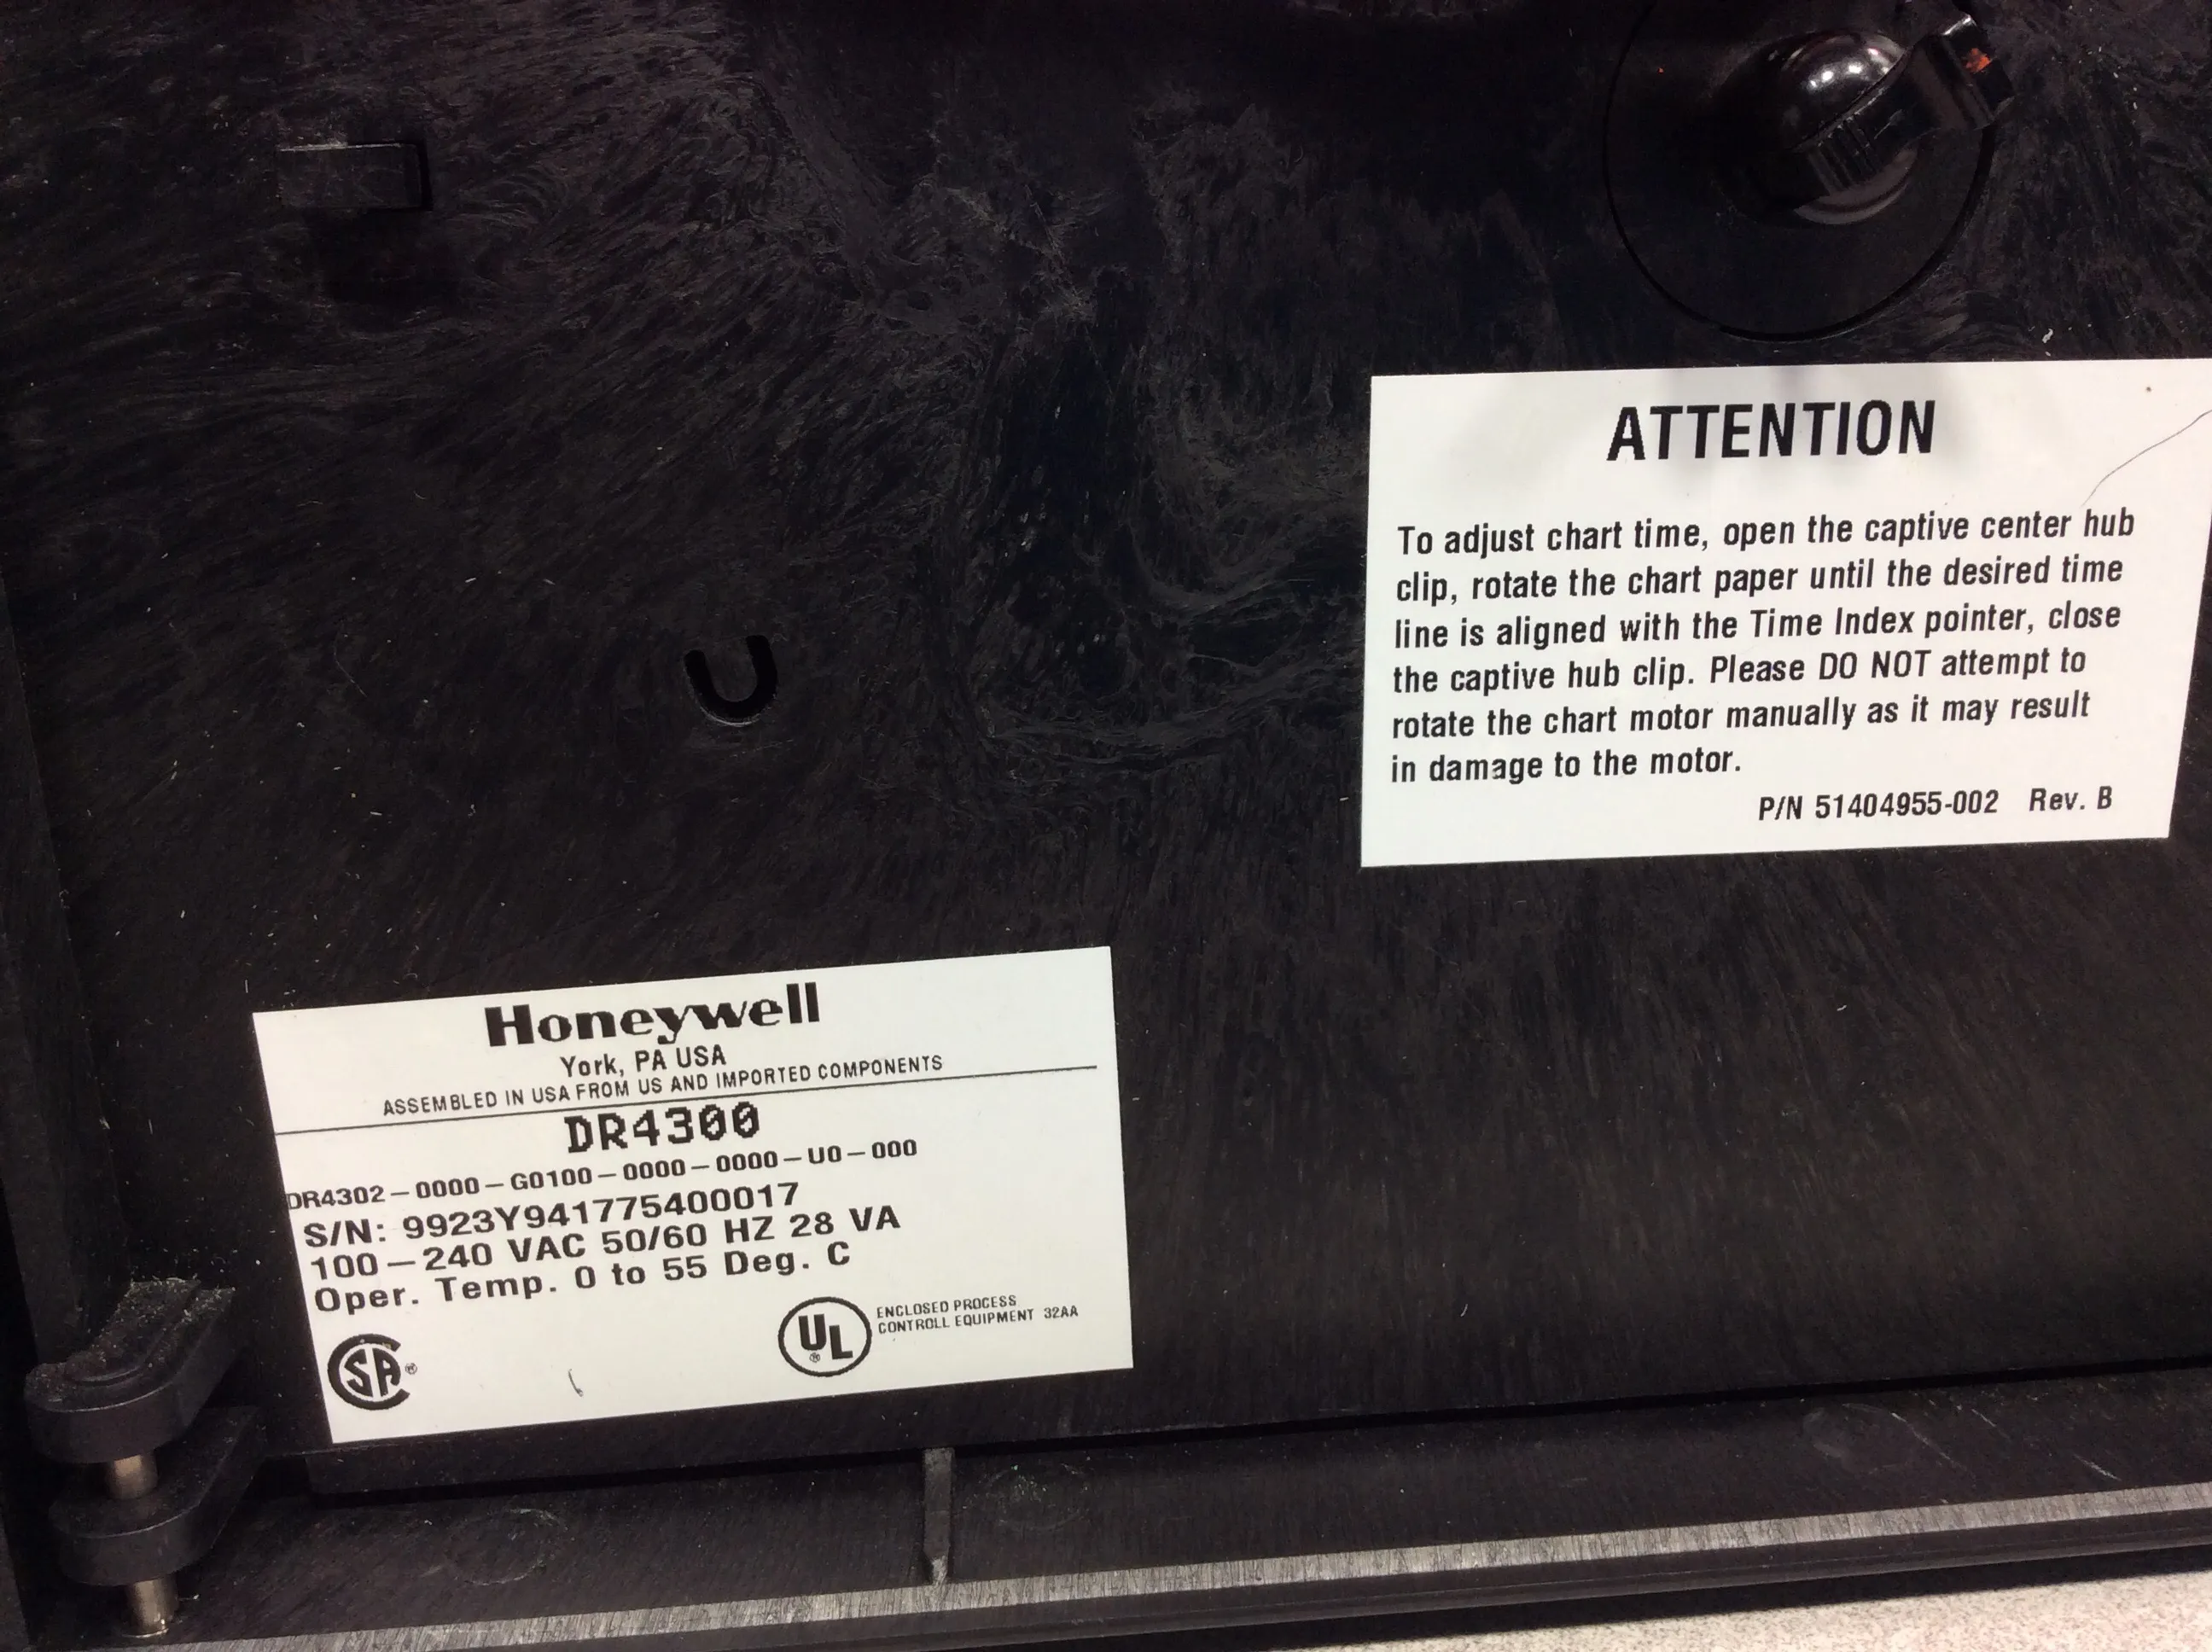 ATTENTION
To adjust chart time, open the captive center hub
clip, rotate the chart paper until the desired time
line is aligned with the Time Index pointer, close
the captive hub clip. Please DO NOT attempt to
rotate the chart motor manually as it may result
in damage to the motor.
P/N 51404955-002 Rev. B
Honeywell
York, PA USA
ASSEMBLED IN USA FROM US AND IMPORTED COMPONENTS
DR4300
DR4302-0000-G0100-0000-0000-U0-000
S/N: 9923Y941775400017
100-240 VAC 50/60 HZ 28 VA
Oper. Temp. 0 to 55 Deg. C
SA®
UL®
ENCLOSED PROCESS
CONTROLL EQUIPMENT 32AA